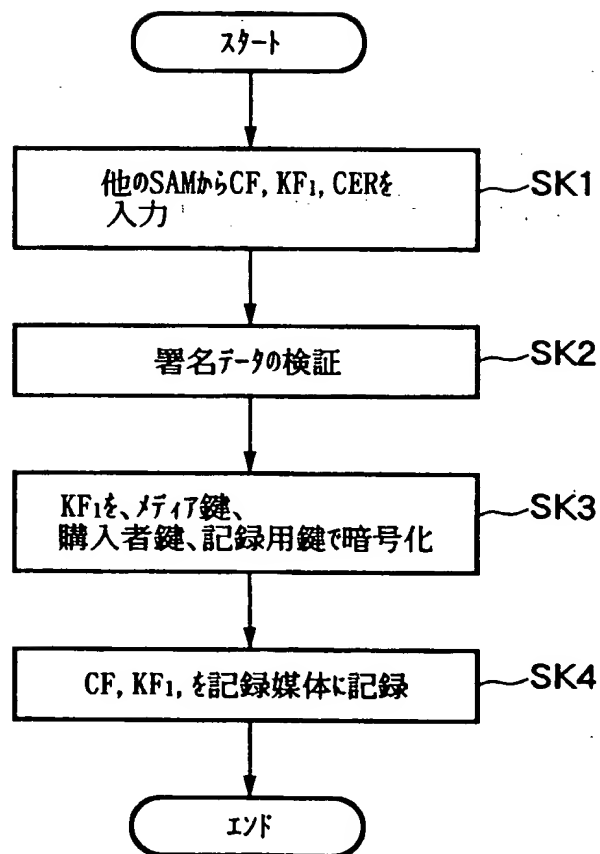 スタート
他のSAMからCF, KF₁, CERを
入力
SK1
署名データの検証
SK2
KF₁を、メディア鍵、
購入者鍵、記録用鍵で暗号化
SK3
CF, KF₁, を記録媒体に記録
SK4
エンド